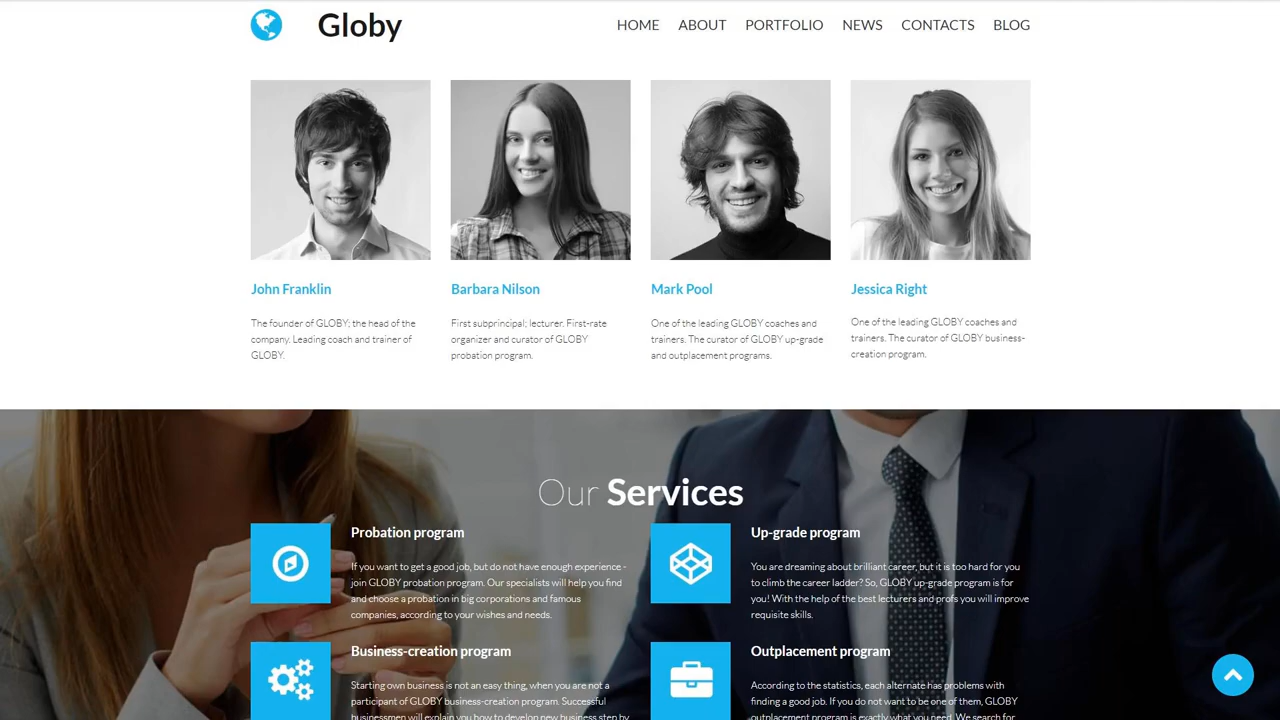 Globy
HOME ABOUT PORTFOLIO NEWS CONTACTS BLOG
John Franklin
The founder of GLOBY; the head of the
company. Leading coach and trainer of
GLOBY.
Barbara Nilson
First subprincipal; lecturer. First-rate
organizer and curator of GLOBY
probation program.
Mark Pool
One of the leading GLOBY coaches and
trainers. The curator of GLOBY up-grade
and outplacement programs.
Jessica Right
One of the leading GLOBY coaches and
trainers. The curator of GLOBY business-
creation program.
Our Services
Probation program
If you want to get a good job, but do not have enough experience -
join GLOBY probation program. Our specialists will help you find
and choose a probation in big corporations and famous
companies, according to your wishes and needs.
Up-grade program
You are dreaming about brilliant career, but it is too hard for you
to climb the career ladder? So, GLOBY up-grade program is for
you! With the help of the best lecturers and profs you will improve
requisite skills.
Business-creation program
Starting own business is not an easy thing, when you are not a
participant of GLOBY business-creation program. Successful
businessmen will explain you how to develop new business step by
Outplacement program
According to the statistics, each alternate has problems with
finding a good job. If you do not want to be one of them, GLOBY
outplacement program is exactly what you need. We search for